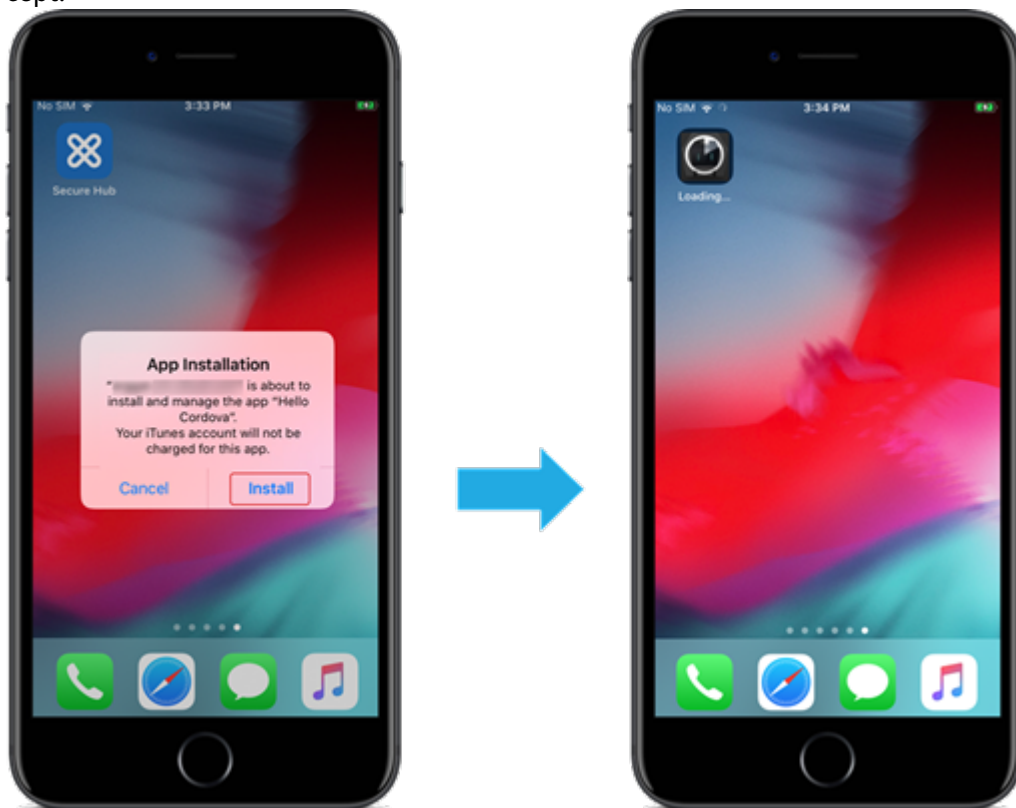 cept.
No SIM 3:33 PM
Secure Hub
App Installation
" " is about to
install and manage the app "Hello
Cordova".
Your iTunes account will not be
charged for this app.
Cancel Install
No SIM 3:34 PM
Loading...